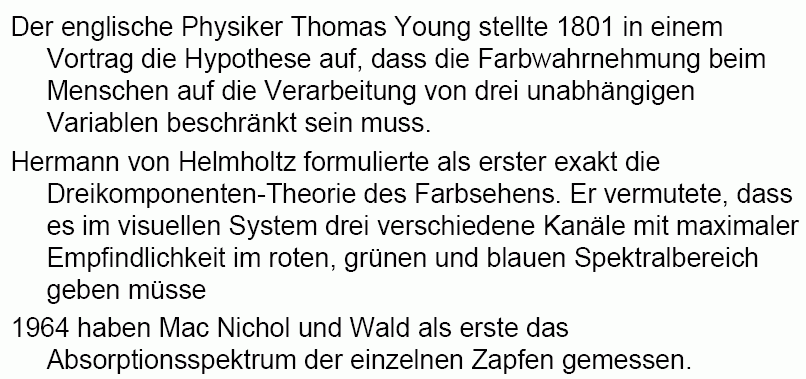 Der englische Physiker Thomas Young stellte 1801 in einem
Vortrag die Hypothese auf, dass die Farbwahrnehmung beim
Menschen auf die Verarbeitung von drei unabhängigen
Variablen beschränkt sein muss.
Hermann von Helmholtz formulierte als erster exakt die
Dreikomponenten-Theorie des Farbsehens. Er vermutete, dass
es im visuellen System drei verschiedene Kanäle mit maximaler
Empfindlichkeit im roten, grünen und blauen Spektralbereich
geben müsse
1964 haben Mac Nichol und Wald als erste das
Absorptionsspektrum der einzelnen Zapfen gemessen.